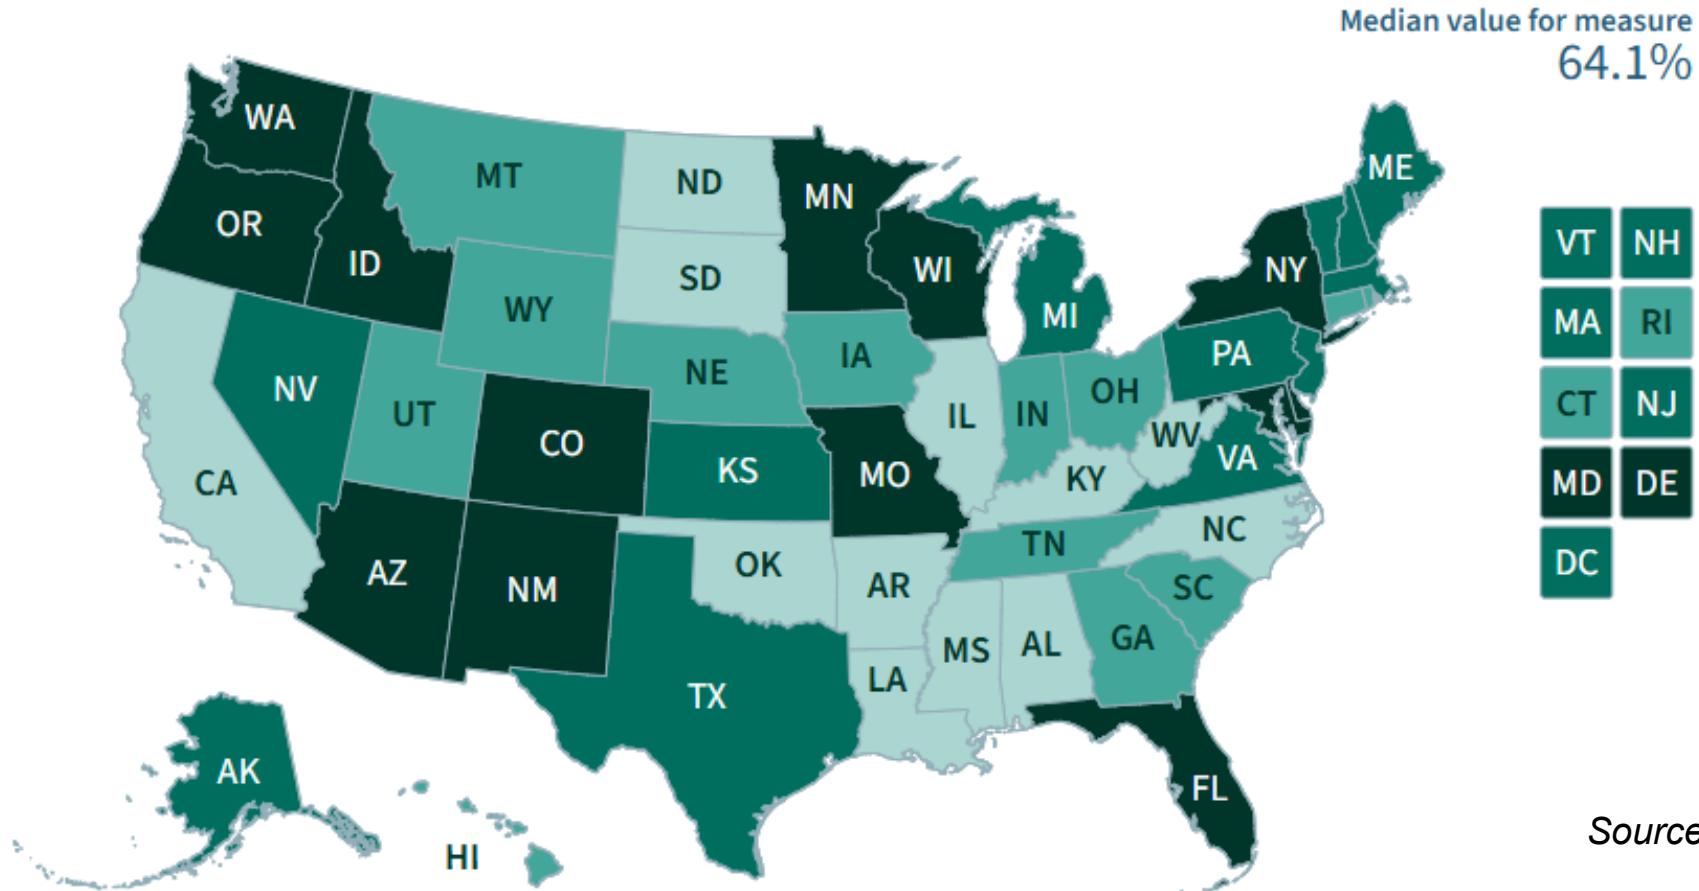 Median value for measure
64.1%
WA
MT
ND
MN
ME
OR
ID
SD
WI
NY
VT
NH
WY
MI
MA
RI
NV
UT
NE
IA
PA
CO
IL
IN
OH
CT
NJ
CA
KS
MO
WV
VA
KY
MD
DE
AZ
NM
OK
AR
TN
NC
DC
SC
TX
LA
MS
AL
GA
AK
HI
FL
Source